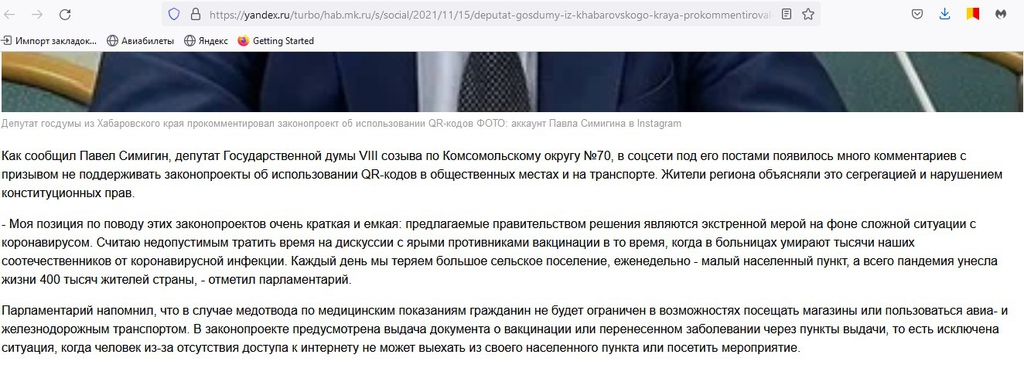 https://yandex.ru/turbo/hab.mk.ru/s/social/2021/11/15/deputat-gosdumy-iz-khabarovskogo-kraya-prokommentiroval
Импорт закладок... Авиабилеты Яндекс Getting Started
Депутат госдумы из Хабаровского края прокомментировал законопроект об использовании QR-кодов ФОТО: аккаунт Павла Симигина в Instagram
Как сообщил Павел Симигин, депутат Государственной думы VIII созыва по Комсомольскому округу №70, в соцсети под его постами появилось много комментариев с
призывом не поддерживать законопроекты об использовании QR-кодов в общественных местах и на транспорте. Жители региона объясняли это сегрегацией и нарушением
конституционных прав.
- Моя позиция по поводу этих законопроектов очень краткая и емкая: предлагаемые правительством решения являются экстренной мерой на фоне сложной ситуации с
коронавирусом. Считаю недопустимым тратить время на дискуссии с ярыми противниками вакцинации в то время, когда в больницах умирают тысячи наших
соотечественников от коронавирусной инфекции. Каждый день мы теряем большое сельское поселение, еженедельно - малый населенный пункт, а всего пандемия унесла
жизни 400 тысяч жителей страны, - отметил парламентарий.
Парламентарий напомнил, что в случае медотвода по медицинским показаниям гражданин не будет ограничен в возможностях посещать магазины или пользоваться авиа- и
железнодорожным транспортом. В законопроекте предусмотрена выдача документа о вакцинации или перенесенном заболевании через пункты выдачи, то есть исключена
ситуация, когда человек из-за отсутствия доступа к интернету не может выехать из своего населенного пункта или посетить мероприятие.